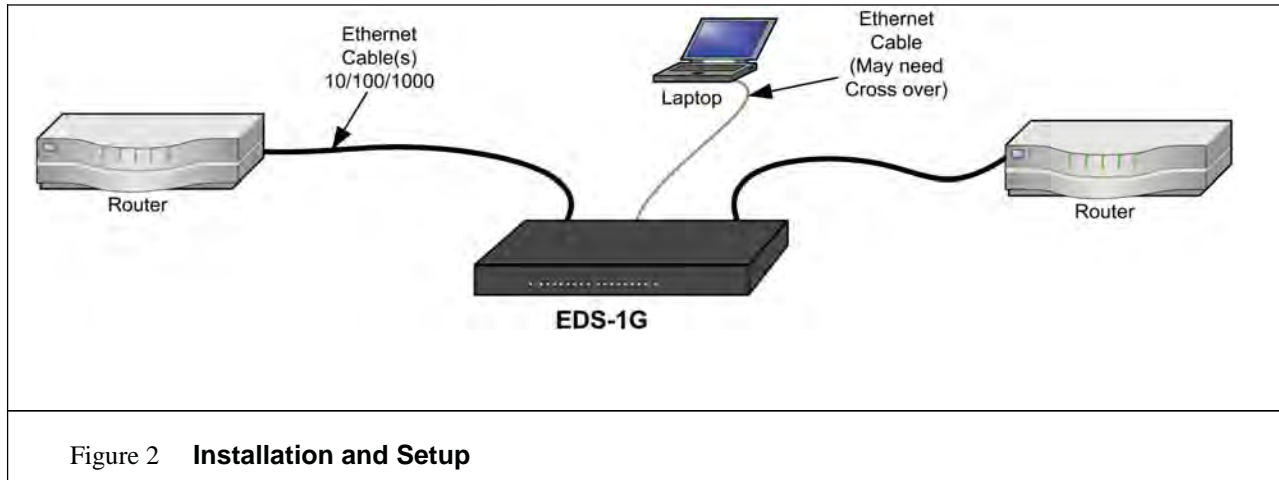 Ethernet
Cable(s)
10/100/1000
Ethernet
Cable
(May need
Cross over)
Laptop
Router
Router
EDS-1G
Figure 2 Installation and Setup